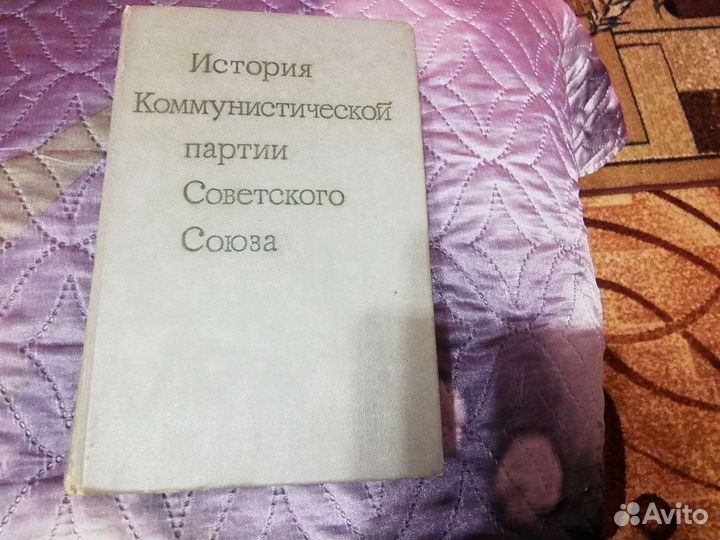 История
Коммунистической
партии
Советского
Союза
Avito